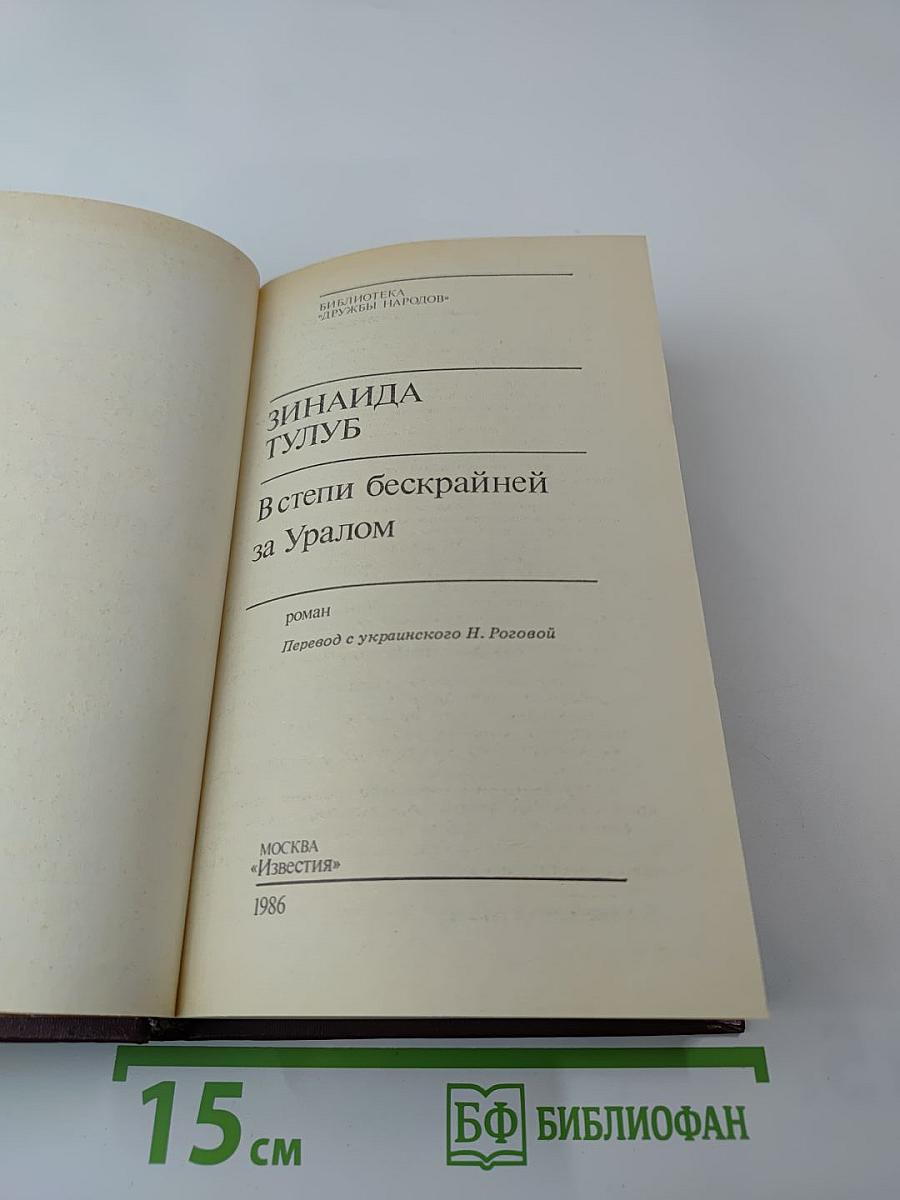 БИБЛИОТЕКА
«ДРУЖБЫ НАРОДОВ»
ЗИНАИДА
ТУЛУБ
В степи бескрайней
за Уралом
роман
Перевод с украинского Н. Роговой
МОСКВА
«Известия»
1986
15 см
БФ БИБЛИОФАН